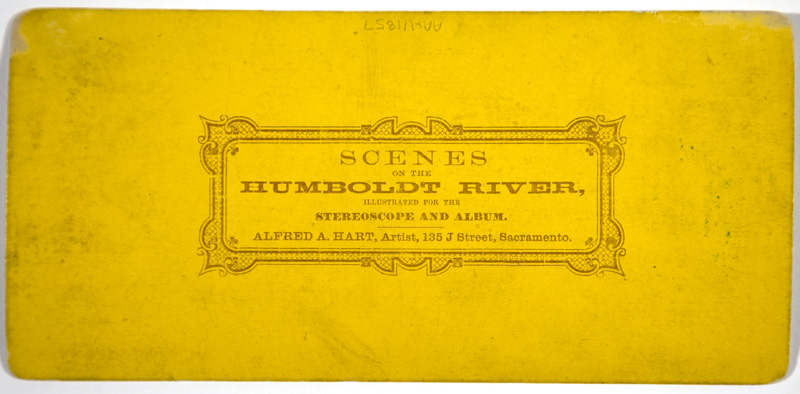 SCENES
ON THE
HUMBOLDT RIVER,
ILLUSTRATED FOR THE
STEREOSCOPE AND ALBUM.
ALFRED A. HART, Artist, 135 J Street, Sacramento.